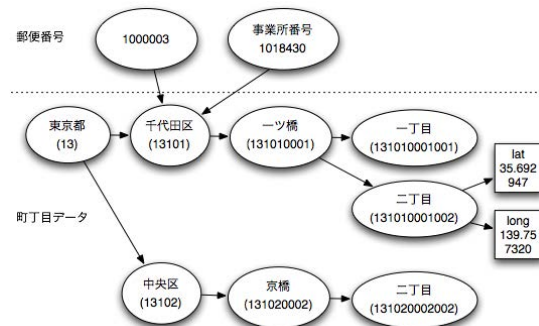 郵便番号
1000003
事業所番号
1018430
東京都
(13)
千代田区
(13101)
一ツ橋
(131010001)
一丁目
(131010001001)
二丁目
(131010001002)
lat
35.692
947
long
139.75
7320
町丁目データ
中央区
(13102)
京橋
(131020002)
二丁目
(131020002002)